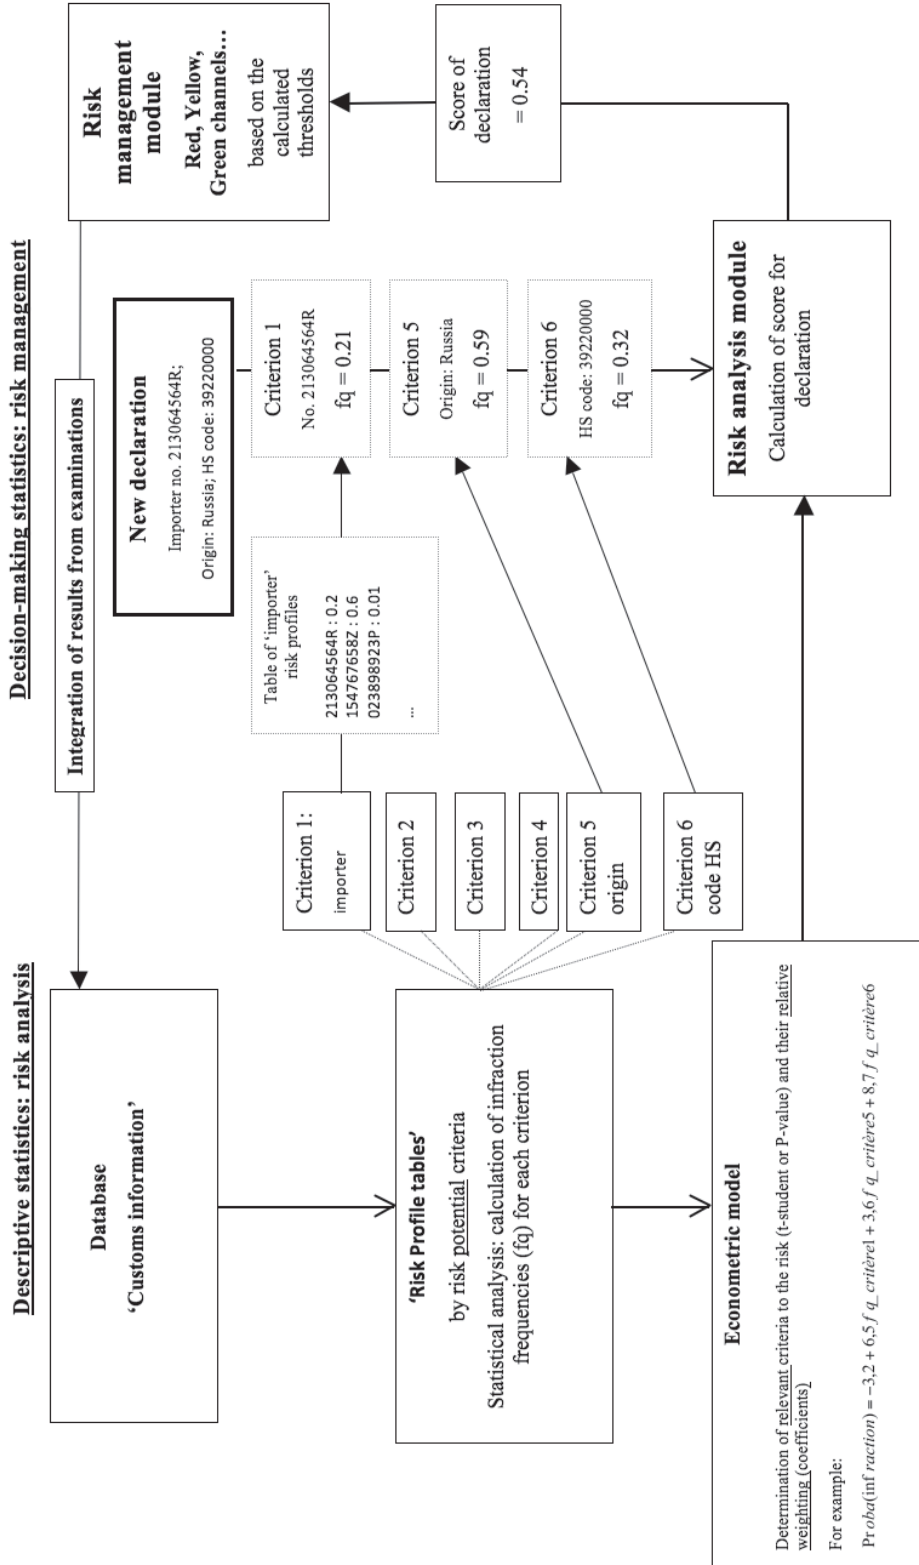 Descriptive statistics: risk analysis
Decision-making statistics: risk management
Database
‘Customs information’
Integration of results from examinations
Risk
management
module
Red, Yellow,
Green channels...
based on the
calculated
thresholds
New declaration
Importer no. 213064564R;
Origin: Russia; HS code: 39220000
‘Risk Profile tables’
by risk potential criteria
Statistical analysis: calculation of infraction
frequencies (fq) for each criterion
Criterion 1:
importer
Criterion 2
Criterion 3
Criterion 4
Criterion 5
origin
Criterion 6
code HS
Table of ‘importer’
risk profiles
213064564R : 0.2
154767658Z : 0.6
023898923P : 0.01
...
Criterion 1
No. 213064564R
fq = 0.21
Criterion 5
Origin: Russia
fq = 0.59
Criterion 6
HS code: 39220000
fq = 0.32
Score of
declaration
= 0.54
Econometric model
Determination of relevant criteria to the risk (t-student or P-value) and their relative
weighting (coefficients)
For example:
Pr oba(inf raction) = −3,2 + 6,5 f q_critère1 + 3,6 f q_critère5 + 8,7 f q_critère6
Risk analysis module
Calculation of score for
declaration